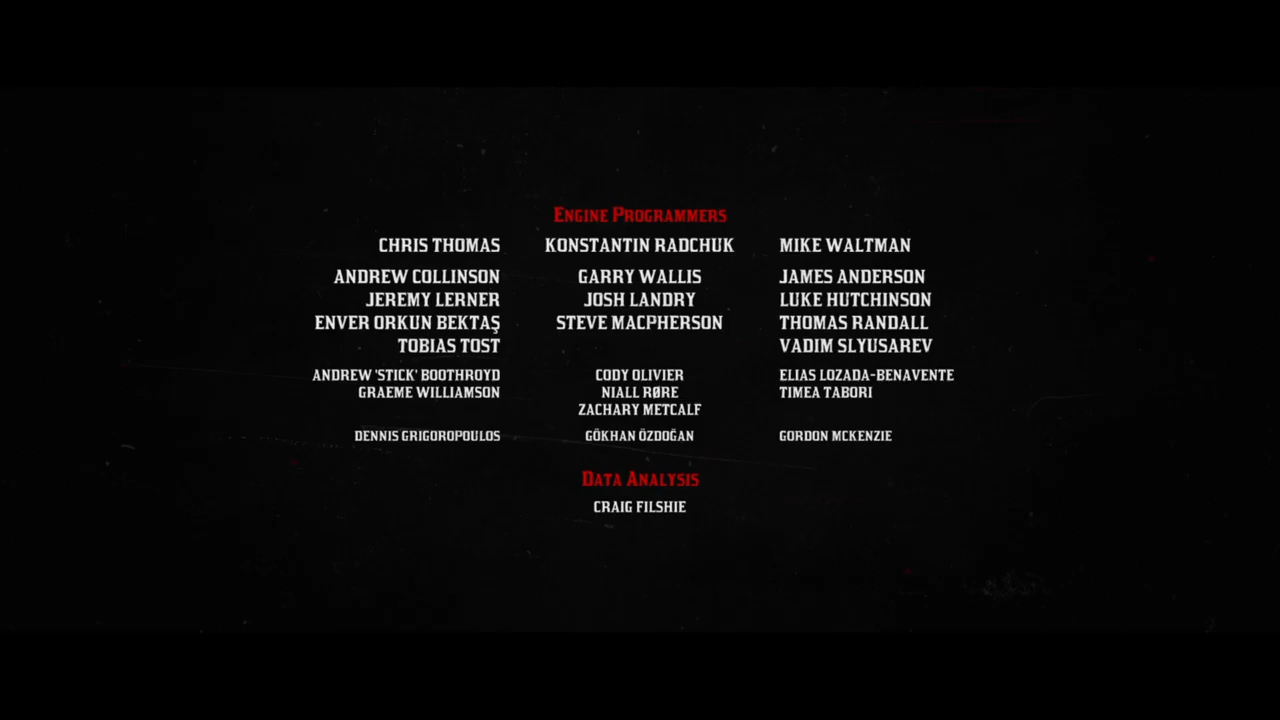 Engine Programmers
CHRIS THOMAS KONSTANTIN RADCHUK MIKE WALTMAN
ANDREW COLLINSON GARRY WALLIS JAMES ANDERSON
JEREMY LERNER JOSH LANDRY LUKE HUTCHINSON
ENVER ORKUN BEKTAŞ STEVE MACPHERSON THOMAS RANDALL
TOBIAS TOST VADIM SLYUSAREV
ANDREW 'STICK' BOOTHROYD CODY OLIVIER ELIAS LOZADA-BENAVENTE
GRAEME WILLIAMSON NIALL RØRE TIMEA TABORI
ZACHARY METCALF
DENNIS GRIGOROPOULOS GÖKHAN ÖZDOĞAN GORDON MCKENZIE
Data Analysis
CRAIG FILSHIE